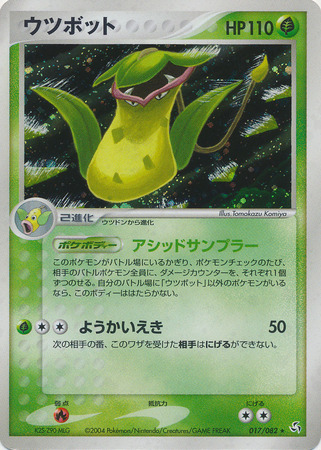 ウツボット HP110
Illus.Tomokazu Komiya
2進化 ウツドンから進化
ポケボディー アシッドサンプラー
このポケモンがバトル場にいるかぎり、ポケモンチェックのたび、
相手のバトルポケモン全員に、ダメージカウンターを、それぞれ1個
ずつのせる。自分のバトル場に「ウツボット」以外のポケモンがいる
なら、このボディーははたらかない。
ようかいえき 50
次の相手の番、このワザを受けた相手はにげるができない。
弱点 抵抗力 にげる
©2004 Pokémon/Nintendo/Creatures/GAME FREAK
017/082 ★